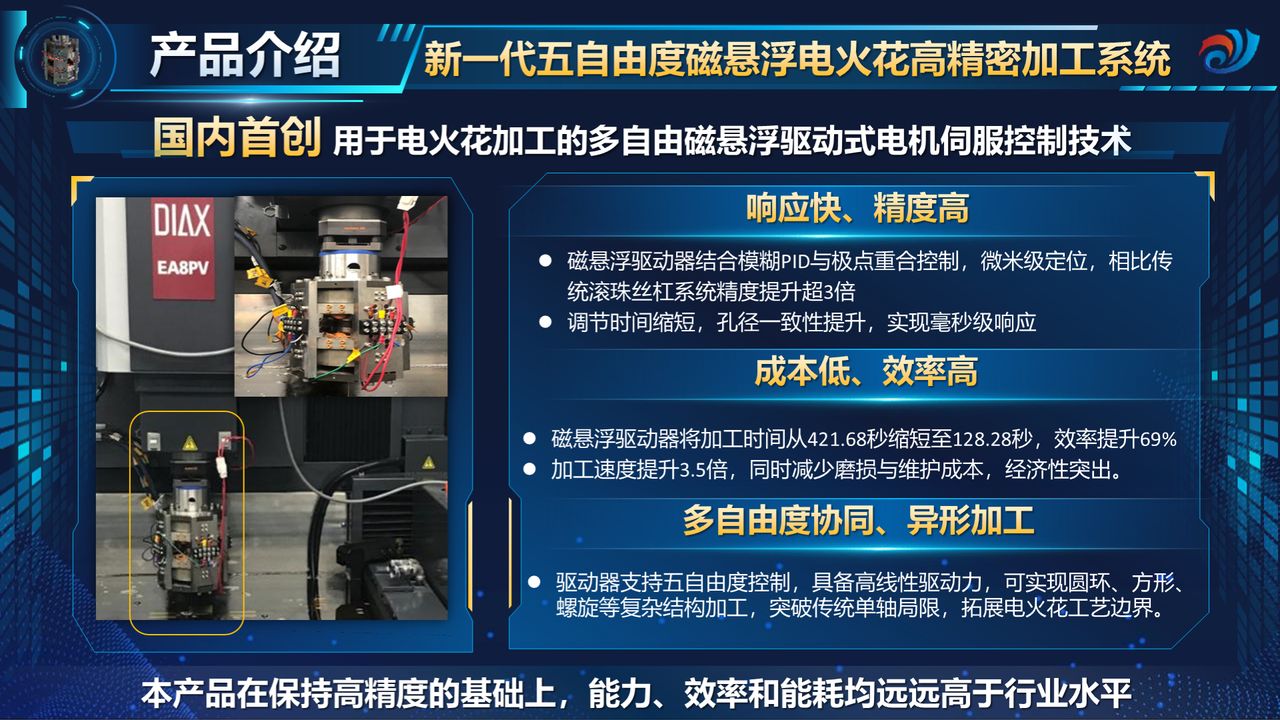 产品介绍
新一代五自由度磁悬浮电火花高精密加工系统
国内首创 用于电火花加工的多自由磁悬浮驱动式电机伺服控制技术
DIAX
EA8PV
响应快、精度高
● 磁悬浮驱动器结合模糊PID与极点重合控制，微米级定位，相比传
统滚珠丝杠系统精度提升超3倍
● 调节时间缩短，孔径一致性提升，实现毫秒级响应
成本低、效率高
● 磁悬浮驱动器将加工时间从421.68秒缩短至128.28秒，效率提升69%
● 加工速度提升3.5倍，同时减少磨损与维护成本，经济性突出。
多自由度协同、异形加工
● 驱动器支持五自由度控制，具备高线性驱动力，可实现圆环、方形、
螺旋等复杂结构加工，突破传统单轴局限，拓展电火花工艺边界。
本产品在保持高精度的基础上，能力、效率和能耗均远远高于行业水平